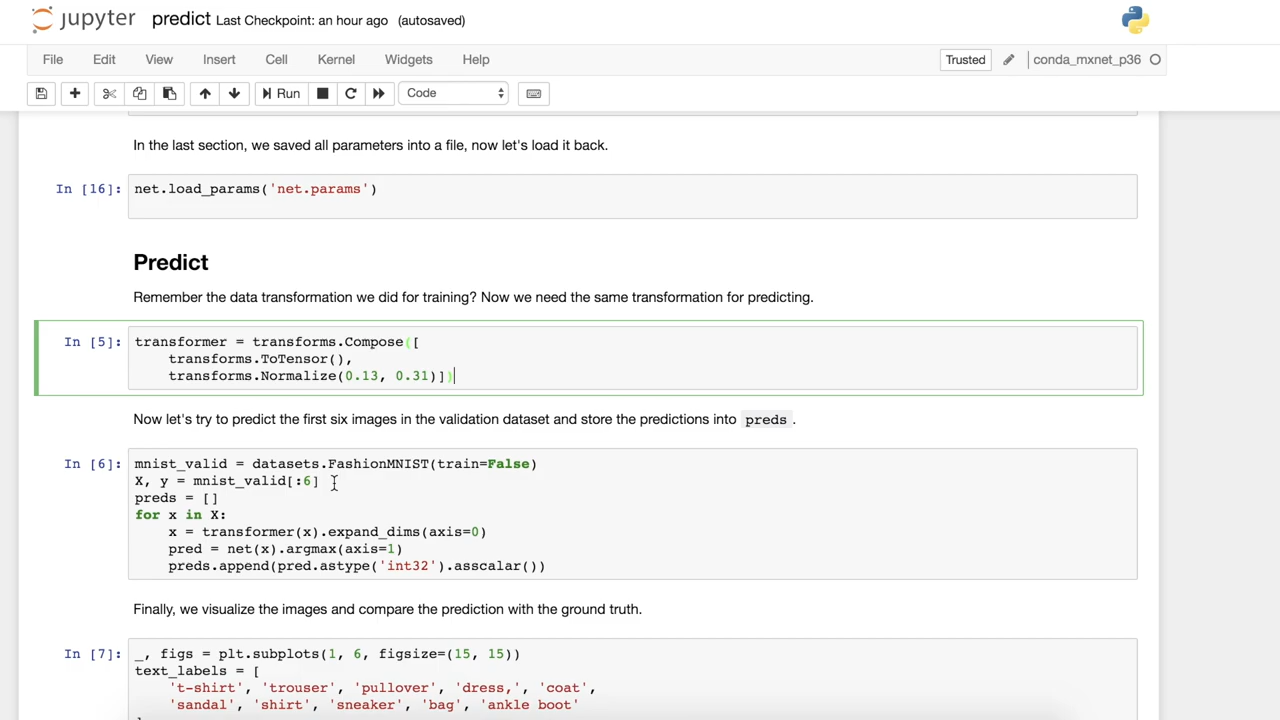 jupyter predict Last Checkpoint: an hour ago (autosaved)
File Edit View Insert Cell Kernel Widgets Help Trusted conda_mxnet_p36
Run Code
In the last section, we saved all parameters into a file, now let's load it back.
In [16]: net.load_params('net.params')
Predict
Remember the data transformation we did for training? Now we need the same transformation for predicting.
In [5]: transformer = transforms.Compose([
transforms.ToTensor(),
transforms.Normalize(0.13, 0.31)])
Now let's try to predict the first six images in the validation dataset and store the predictions into preds .
In [6]: mnist_valid = datasets.FashionMNIST(train=False)
X, y = mnist_valid[:6]
preds = []
for x in X:
x = transformer(x).expand_dims(axis=0)
pred = net(x).argmax(axis=1)
preds.append(pred.astype('int32').asscalar())
Finally, we visualize the images and compare the prediction with the ground truth.
In [7]: _, figs = plt.subplots(1, 6, figsize=(15, 15))
text_labels = [
't-shirt', 'trouser', 'pullover', 'dress,', 'coat',
'sandal', 'shirt', 'sneaker', 'bag', 'ankle boot'